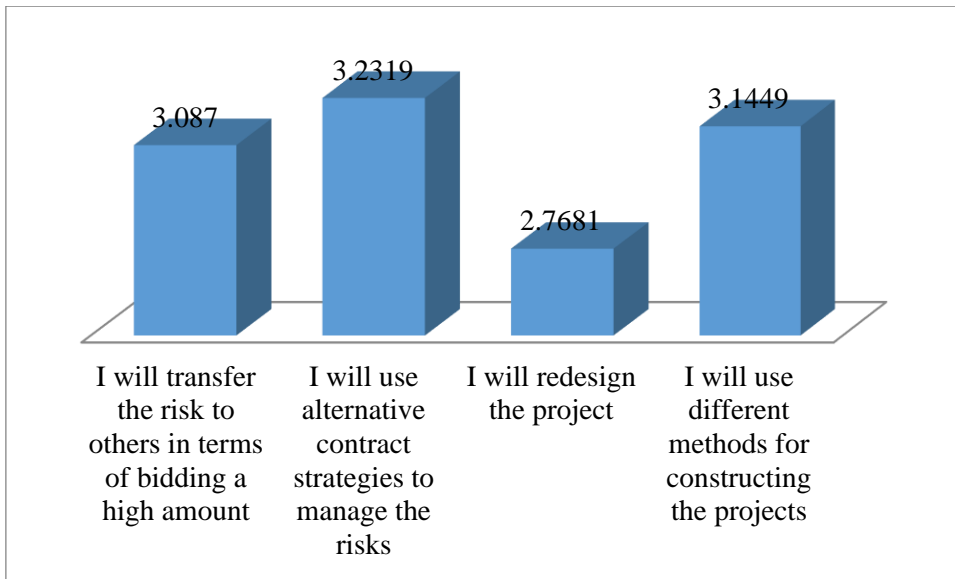 3.087
3.2319
2.7681
3.1449
I will transfer
the risk to
others in terms
of bidding a
high amount
I will use
alternative
contract
strategies to
manage the
risks
I will redesign
the project
I will use
different
methods for
constructing
the projects